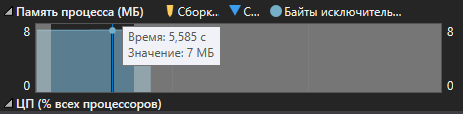 Память процесса (МБ) Сборк... С... Байты исключитель...
8 8
Время: 5,585 с
Значение: 7 МБ
0 0
ЦП (% всех процессоров)